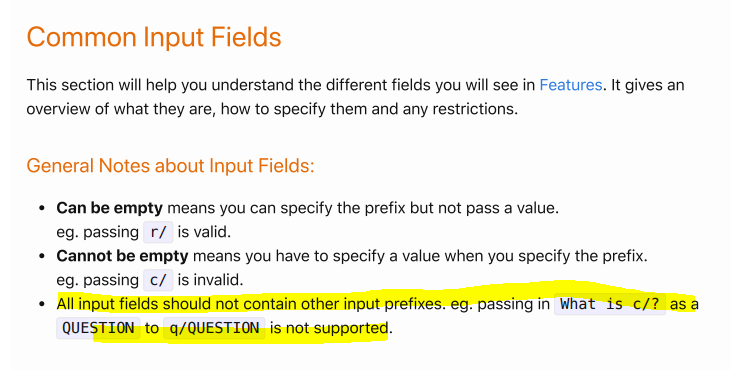 Common Input Fields
This section will help you understand the different fields you will see in Features. It gives an
overview of what they are, how to specify them and any restrictions.
General Notes about Input Fields:
• Can be empty means you can specify the prefix but not pass a value.
eg. passing r/ is valid.
• Cannot be empty means you have to specify a value when you specify the prefix.
eg. passing c/ is invalid.
• All input fields should not contain other input prefixes. eg. passing in What is c/? as a
QUESTION to q/QUESTION is not supported.